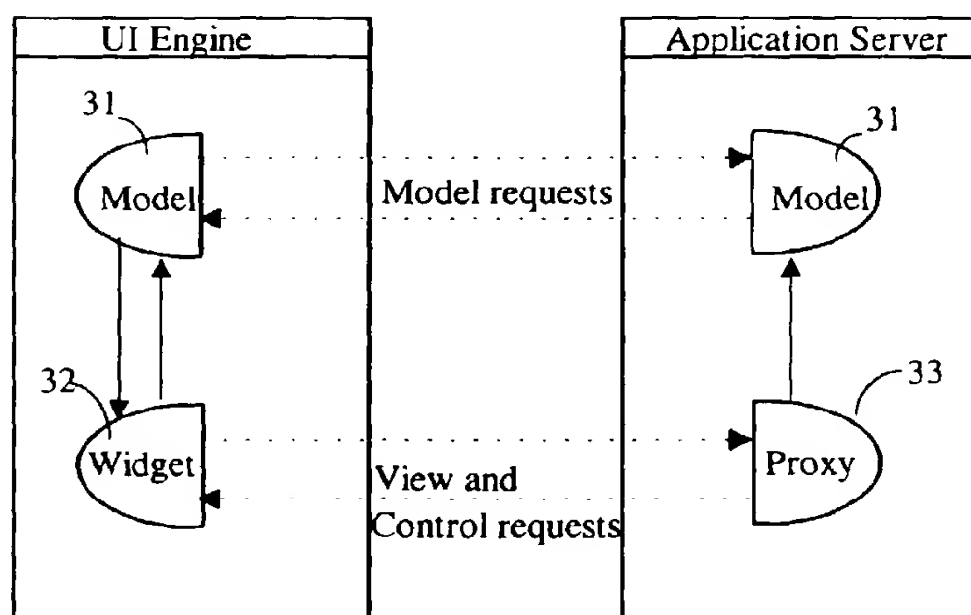 UI Engine
Application Server
31
31
Model
Model requests
Model
32
33
Widget
Proxy
View and
Control requests